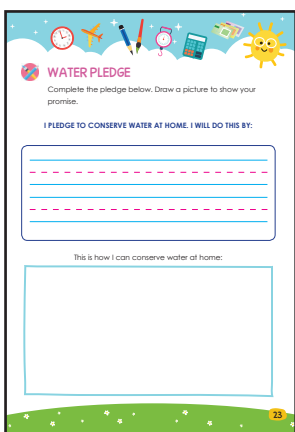 WATER PLEDGE
Complete the pledge below. Draw a picture to show your
promise.
I PLEDGE TO CONSERVE WATER AT HOME. I WILL DO THIS BY:
This is how I can conserve water at home:
23